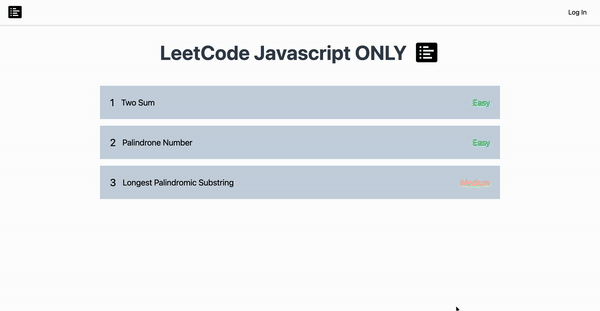 Log In
LeetCode Javascript ONLY
1 Two Sum Easy
2 Palindrone Number Easy
3 Longest Palindromic Substring Medium